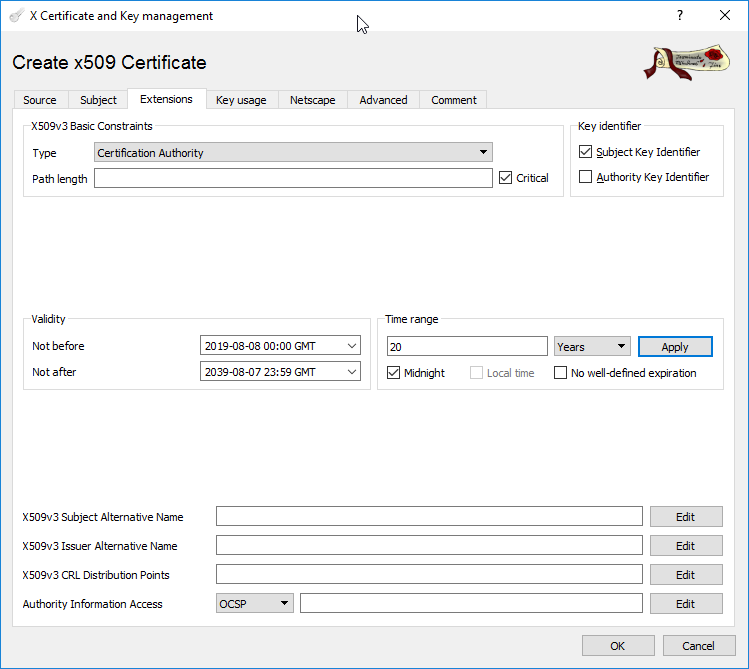 X Certificate and Key management
?
Create x509 Certificate
Source Subject Extensions Key usage Netscape Advanced Comment
X509v3 Basic Constraints
Type Certification Authority
Path length Critical
Key identifier
Subject Key Identifier
Authority Key Identifier
Validity
Not before 2019-08-08 00:00 GMT
Not after 2039-08-07 23:59 GMT
Time range
20 Years Apply
Midnight Local time No well-defined expiration
X509v3 Subject Alternative Name Edit
X509v3 Issuer Alternative Name Edit
X509v3 CRL Distribution Points Edit
Authority Information Access OCSP Edit
OK Cancel